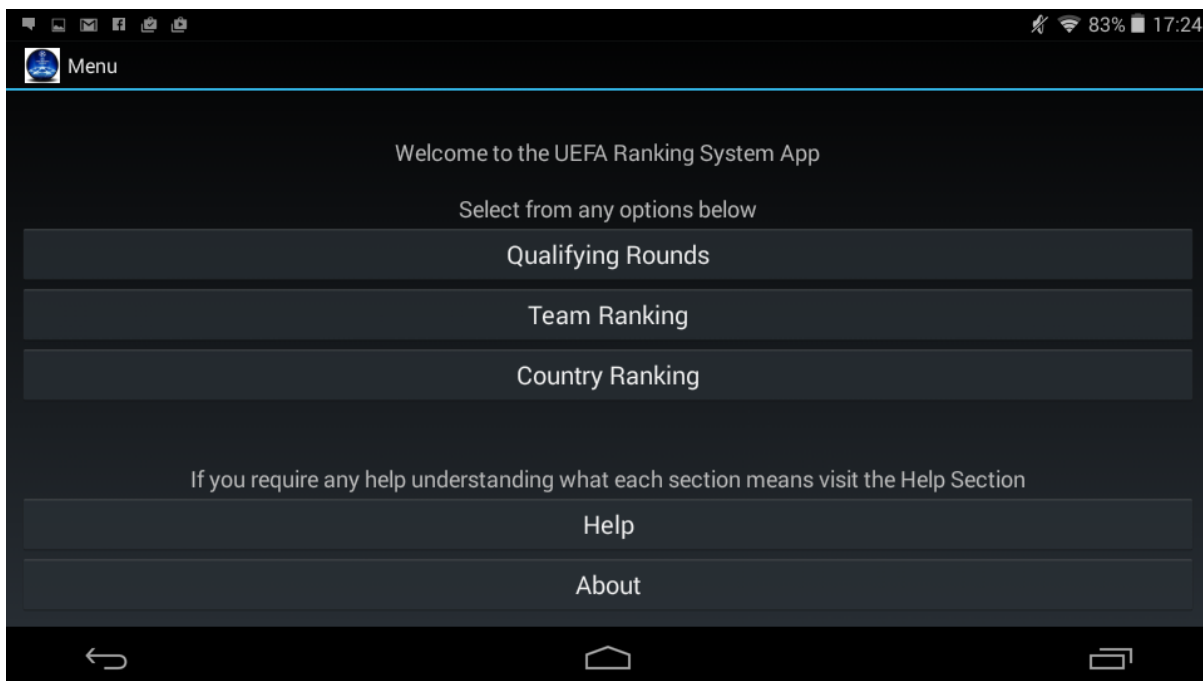 83% 17:24
Menu
Welcome to the UEFA Ranking System App
Select from any options below
Qualifying Rounds
Team Ranking
Country Ranking
If you require any help understanding what each section means visit the Help Section
Help
About